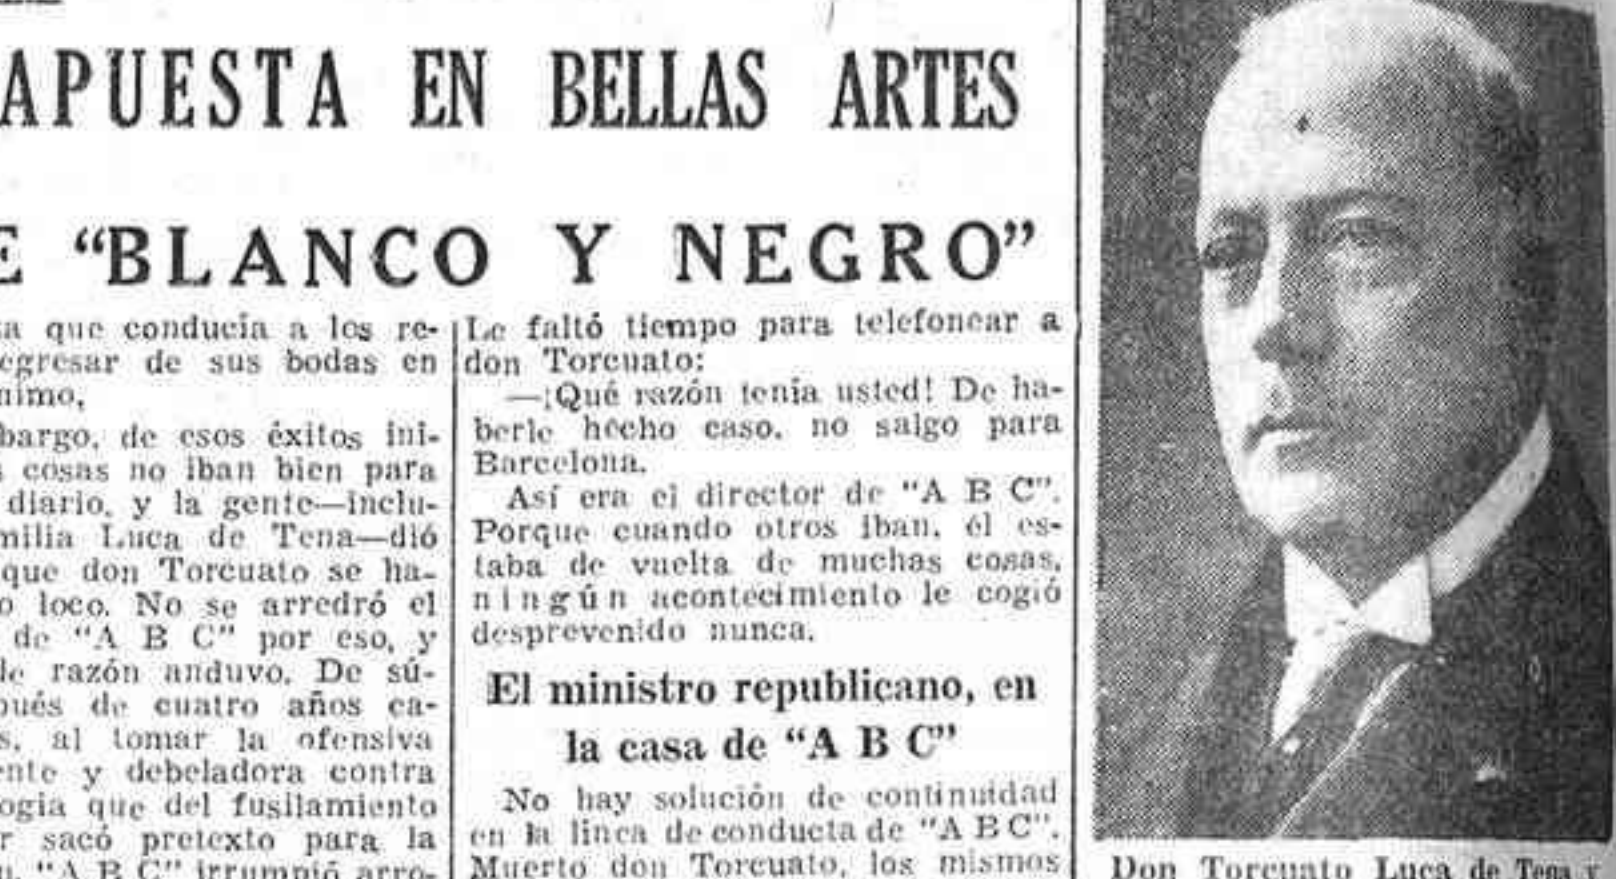 APUESTA EN BELLAS ARTES
E “BLANCO Y NEGRO”
a que conducía a los re-
egresar de sus bodas en
nimo,
bargo, de esos éxitos ini-
s cosas no iban bien para
diario, y la gente—inclu-
milia Luca de Tena—dió
que don Torcuato se ha-
o loco. No se arredró el
de “A B C” por eso, y
de razón anduvo. De sú-
pués de cuatro años ca-
s, al tomar la ofensiva
ente y debeladora contra
logia que del fusilamiento
r sacó pretexto para la
“A B C” irrumpió arro-
Le faltó tiempo para telefonear a
don Torcuato:
—¡Qué razón tenía usted! De ha-
berle hecho caso, no salgo para
Barcelona.
Así era el director de “A B C”.
Porque cuando otros iban, él es-
taba de vuelta de muchas cosas,
ningún acontecimiento le cogió
desprevenido nunca.
El ministro republicano, en
la casa de “A B C”
No hay solución de continuidad
en la línea de conducta de “A B C”.
Muerto don Torcuato, los mismos
Don Torcuato Luca de Tena y